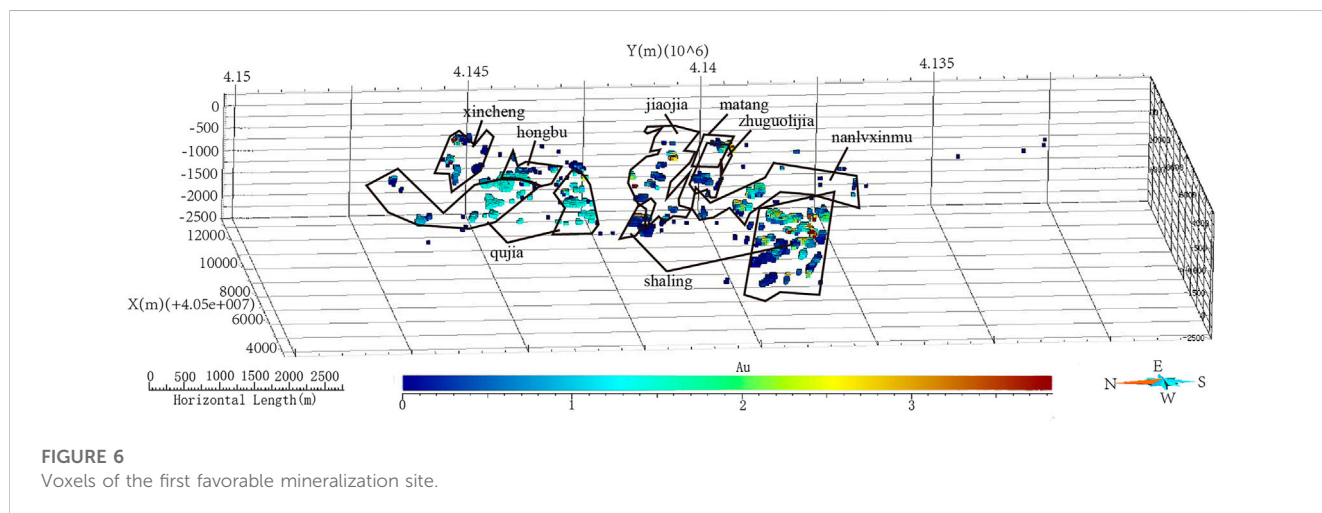 Y(m)(10^6)
4.15
4.145
4.14
4.135
0
-500
-1000
-1500
-2000
-2500
12000
10000
8000
6000
4000
X(m)(+4.05e+007)
xincheng
hongbu
jiaojia
matang
zhuguolijia
nanlvxinmu
qujia
shaling
0 500 1000 1500 2000 2500
Horizontal Length(m)
Au
0 1 2 3
E
N S
W
-2500
FIGURE 6
Voxels of the first favorable mineralization site.